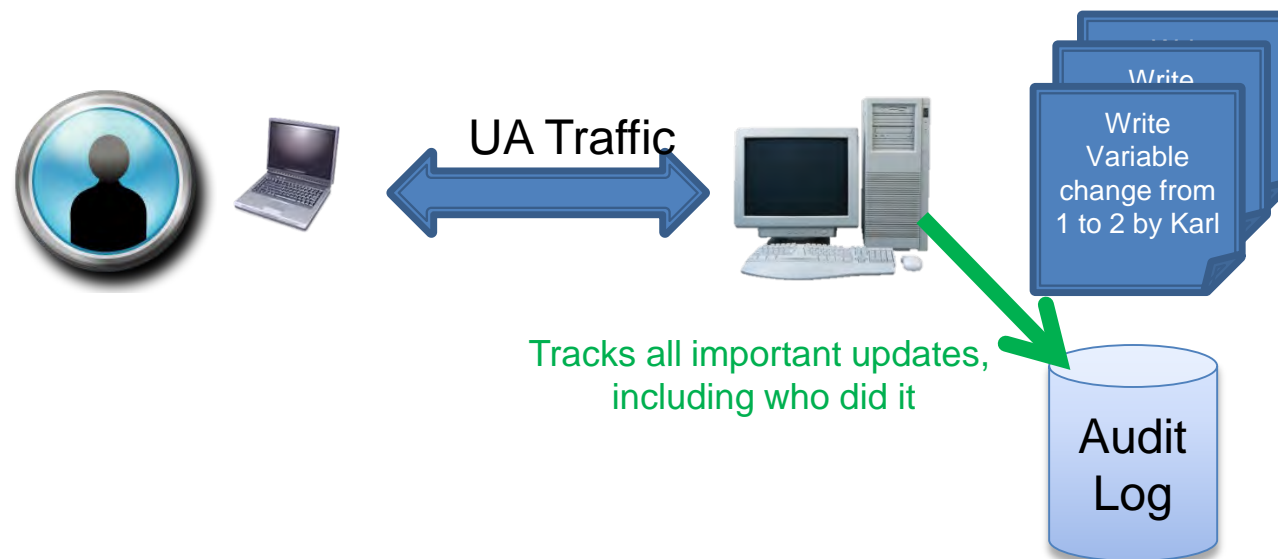 UA Traffic
Write
Write
Variable
change from
1 to 2 by Karl
Tracks all important updates,
including who did it
Audit
Log